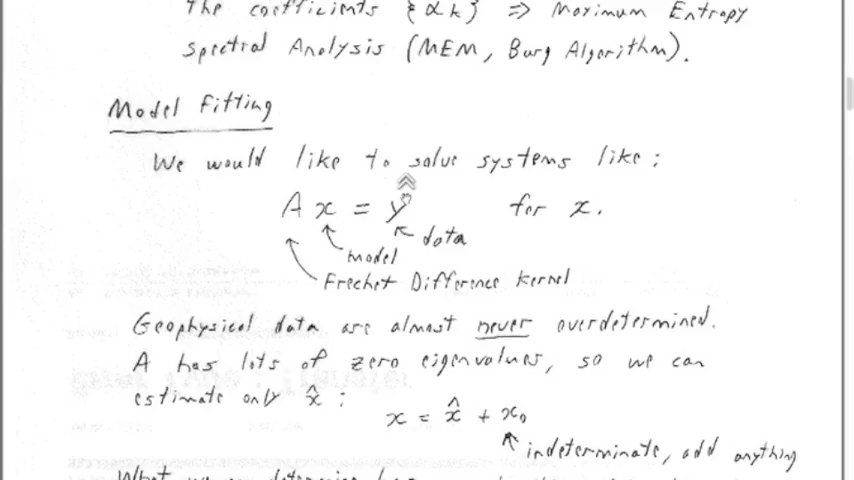 The coefficients {αk} ⇒ Maximum Entropy
Spectral Analysis (MEM, Burg Algorithm).
Model Fitting
We would like to solve systems like:
A x = y for x.
data
model
Frechet Difference Kernel
Geophysical data are almost never overdetermined.
A has lots of zero eigenvalues, so we can
estimate only x̂ :
x = x̂ + x₀
indeterminate, add anything
What we